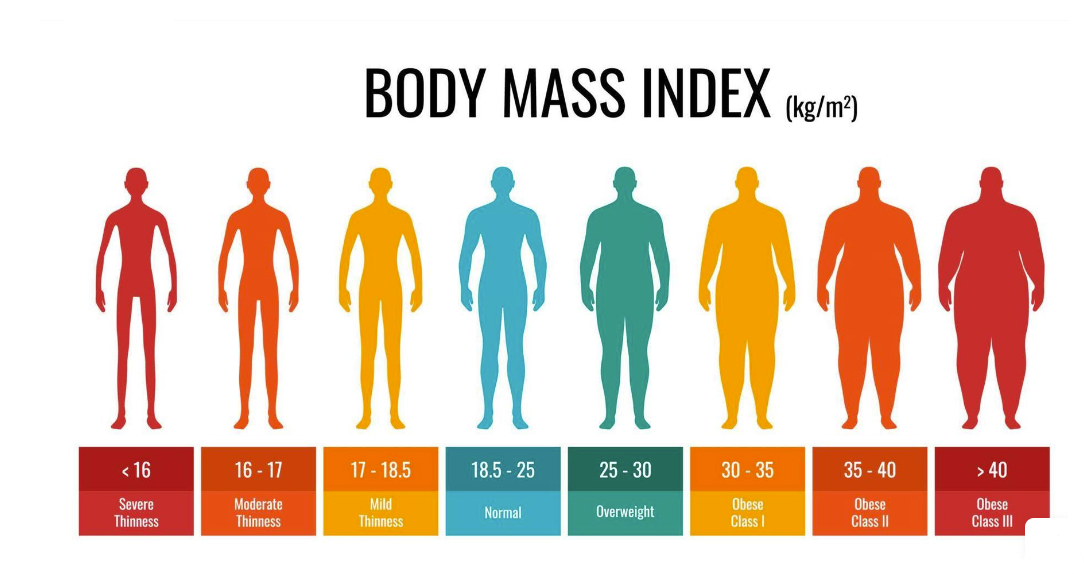 BODY MASS INDEX (kg/m²)
< 16
Severe
Thinness
16 - 17
Moderate
Thinness
17 - 18.5
Mild
Thinness
18.5 - 25
Normal
25 - 30
Overweight
30 - 35
Obese
Class I
35 - 40
Obese
Class II
> 40
Obese
Class III